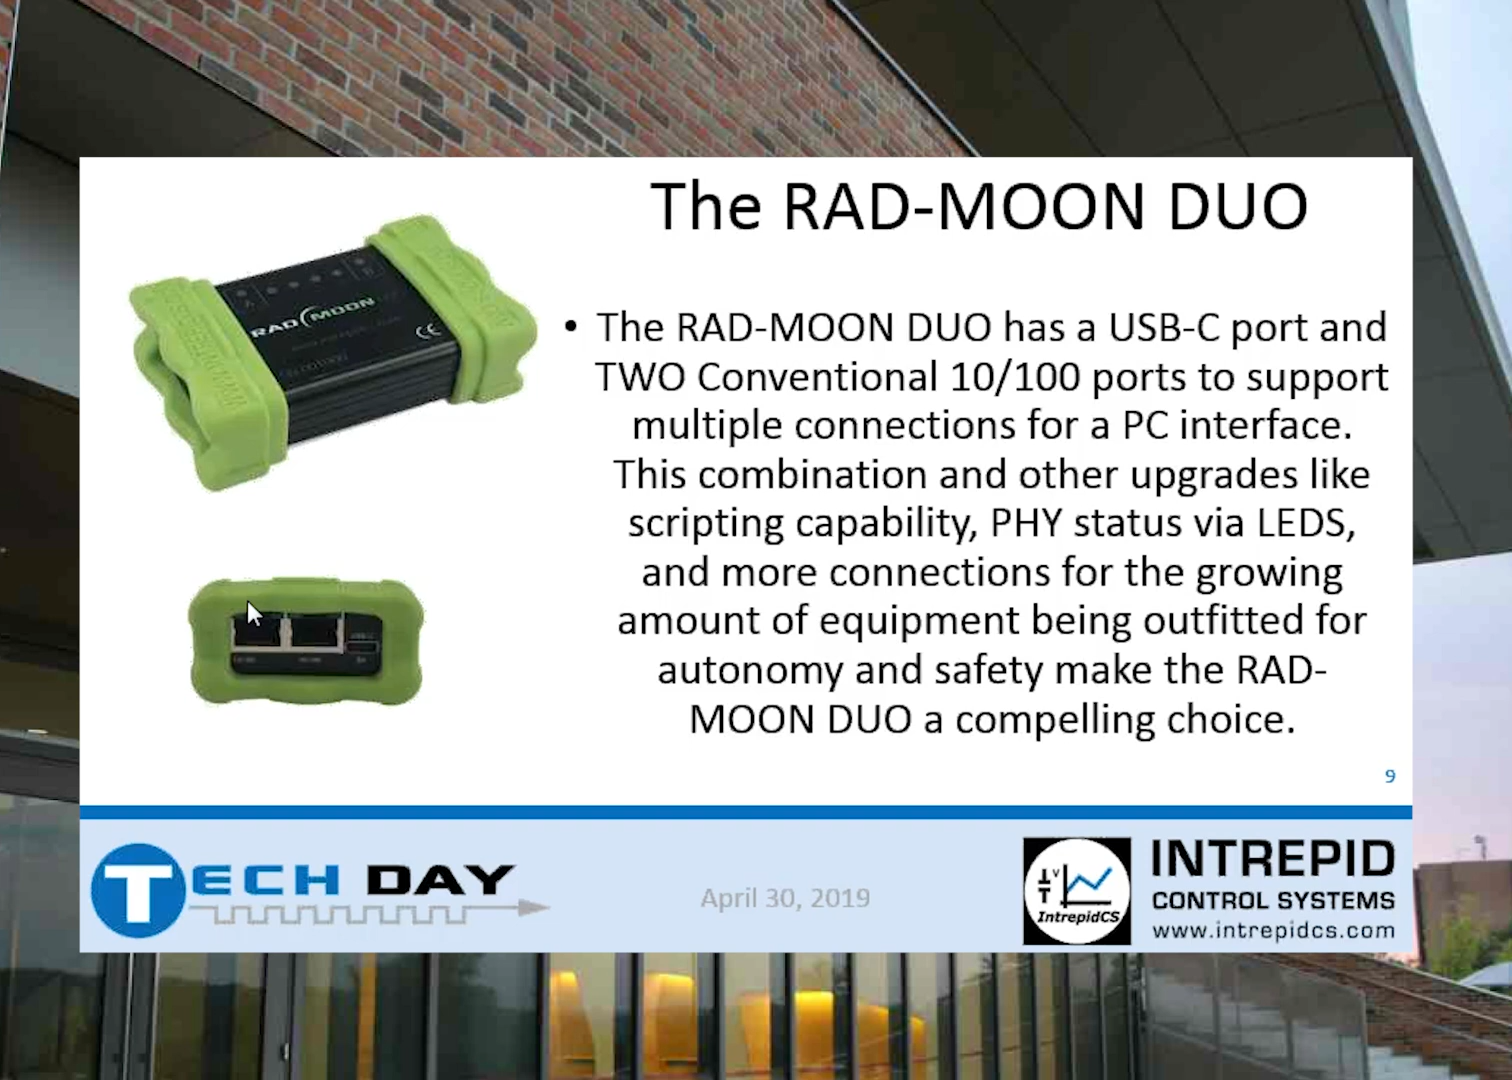 The RAD-MOON DUO
• The RAD-MOON DUO has a USB-C port and
TWO Conventional 10/100 ports to support
multiple connections for a PC interface.
This combination and other upgrades like
scripting capability, PHY status via LEDS,
and more connections for the growing
amount of equipment being outfitted for
autonomy and safety make the RAD-
MOON DUO a compelling choice.
RAD MOON
CE
9
TECH DAY
April 30, 2019
IntrepidCS
INTREPID
CONTROL SYSTEMS
www.intrepidcs.com